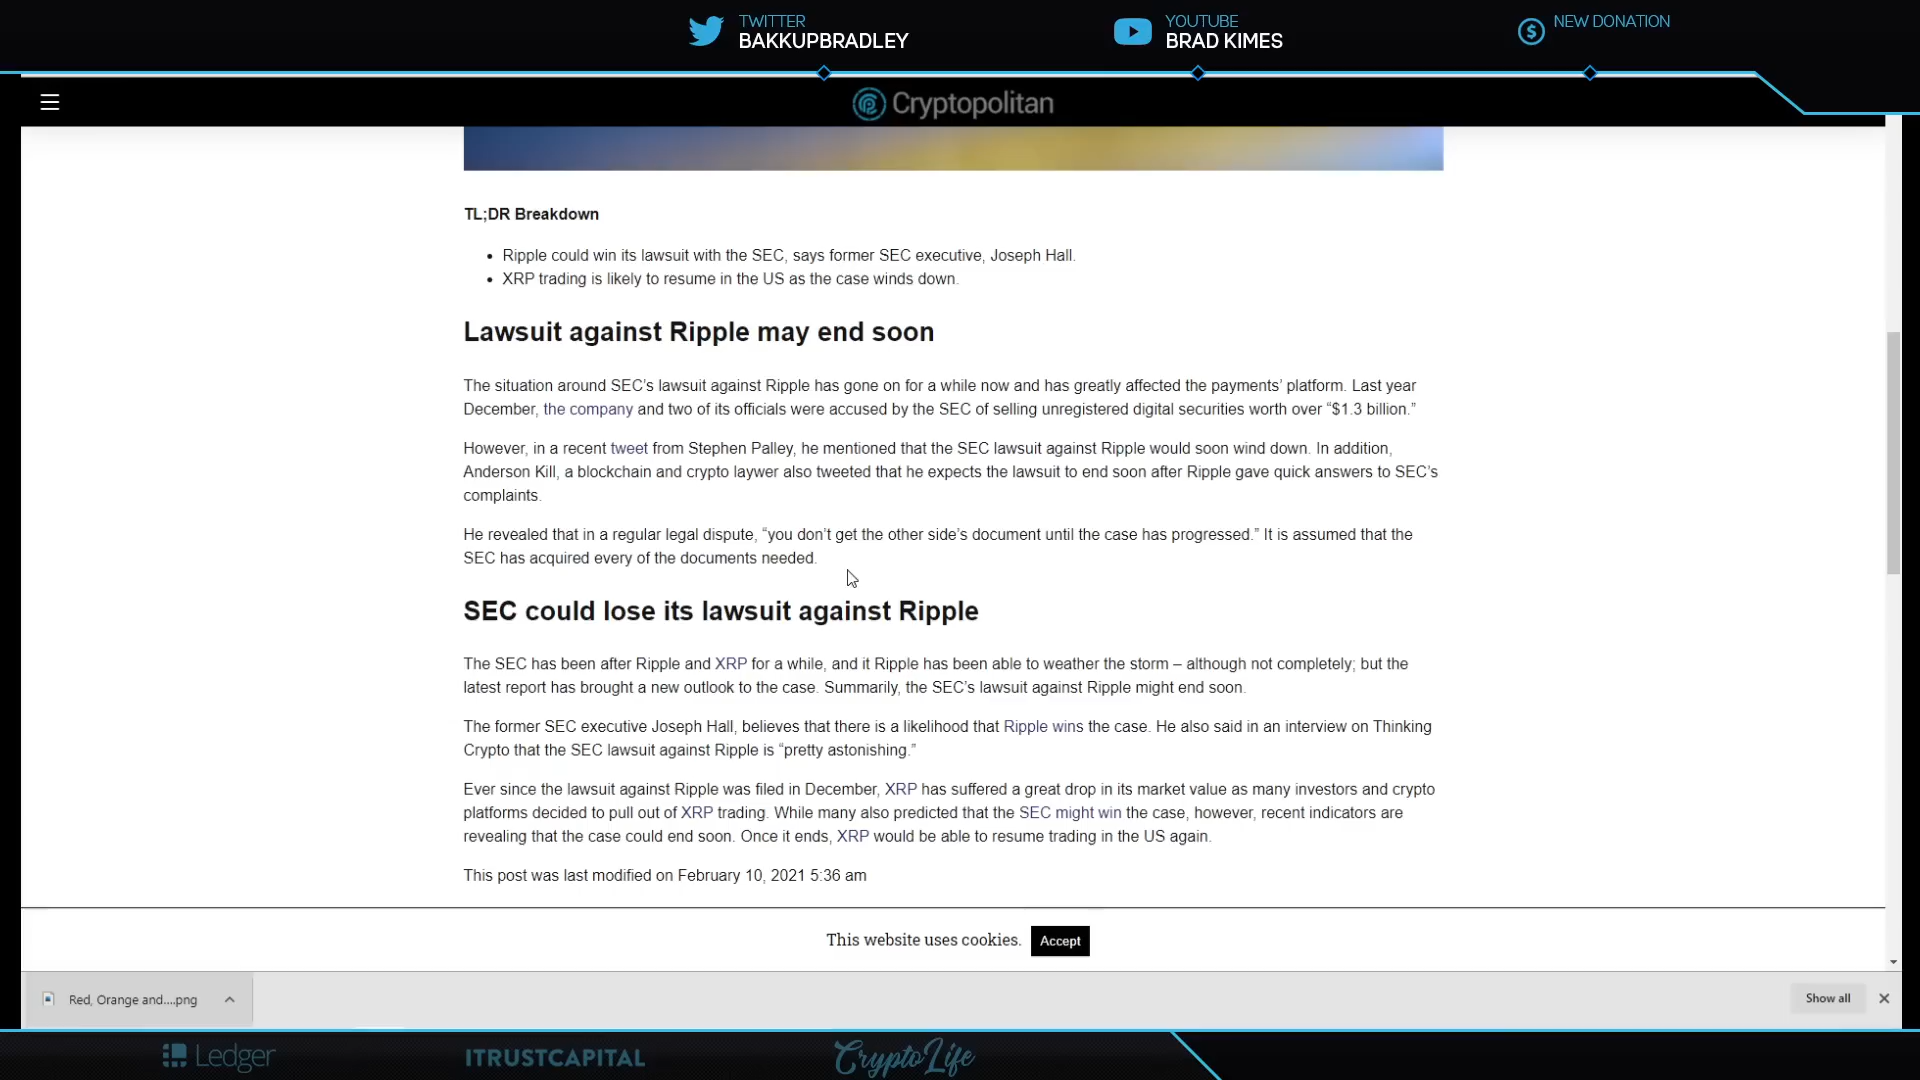 TWITTER
BAKKUPBRADLEY
YOUTUBE
BRAD KIMES
NEW DONATION
Cryptopolitan
TL;DR Breakdown
• Ripple could win its lawsuit with the SEC, says former SEC executive, Joseph Hall.
• XRP trading is likely to resume in the US as the case winds down.
Lawsuit against Ripple may end soon
The situation around SEC's lawsuit against Ripple has gone on for a while now and has greatly affected the payments' platform. Last year
December, the company and two of its officials were accused by the SEC of selling unregistered digital securities worth over “$1.3 billion.”
However, in a recent tweet from Stephen Palley, he mentioned that the SEC lawsuit against Ripple would soon wind down. In addition,
Anderson Kill, a blockchain and crypto laywer also tweeted that he expects the lawsuit to end soon after Ripple gave quick answers to SEC's
complaints.
He revealed that in a regular legal dispute, “you don't get the other side's document until the case has progressed.” It is assumed that the
SEC has acquired every of the documents needed.
SEC could lose its lawsuit against Ripple
The SEC has been after Ripple and XRP for a while, and it Ripple has been able to weather the storm – although not completely; but the
latest report has brought a new outlook to the case. Summarily, the SEC's lawsuit against Ripple might end soon.
The former SEC executive Joseph Hall, believes that there is a likelihood that Ripple wins the case. He also said in an interview on Thinking
Crypto that the SEC lawsuit against Ripple is “pretty astonishing.”
Ever since the lawsuit against Ripple was filed in December, XRP has suffered a great drop in its market value as many investors and crypto
platforms decided to pull out of XRP trading. While many also predicted that the SEC might win the case, however, recent indicators are
revealing that the case could end soon. Once it ends, XRP would be able to resume trading in the US again.
This post was last modified on February 10, 2021 5:36 am
This website uses cookies. Accept
Red, Orange and....png
Show all
Ledger
ITRUSTCAPITAL
CryptoLife